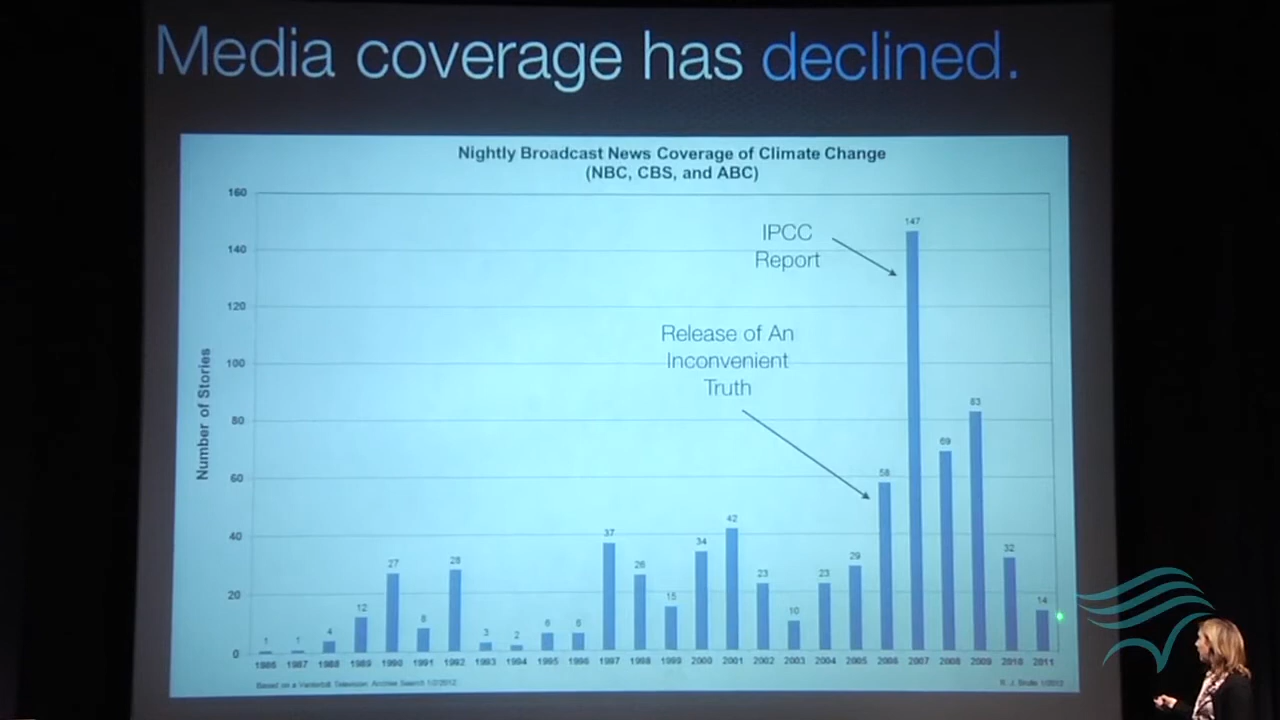 Media coverage has declined.
Nightly Broadcast News Coverage of Climate Change
(NBC, CBS, and ABC)
160
140
120
100
80
60
40
20
0
Number of Stories
IPCC
Report
Release of An
Inconvenient
Truth
1
1
4
12
27
8
28
3
2
6
6
37
26
15
34
42
23
10
23
29
58
147
69
83
32
14
1986 1987 1988 1989 1990 1991 1992 1993 1994 1995 1996 1997 1998 1999 2000 2001 2002 2003 2004 2005 2006 2007 2008 2009 2010 2011
Based on a Vanderbilt Television Archive Search 1/2/2012
R. J. Brulle 1/2012